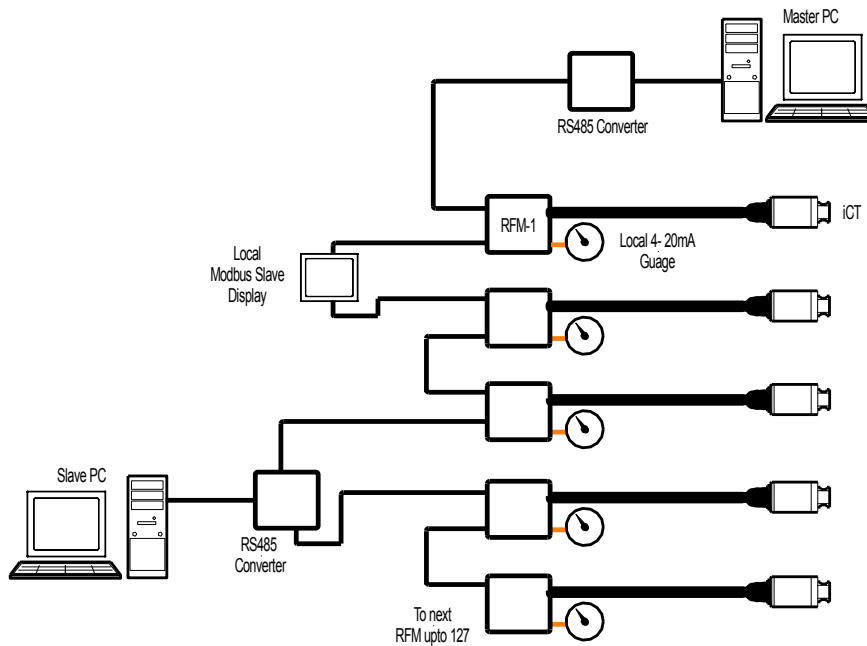 Master PC
RS485 Converter
RFM-1
iCT
Local 4- 20mA
Guage
Local
Modbus Slave
Display
Slave PC
RS485
Converter
To next
RFM upto 127